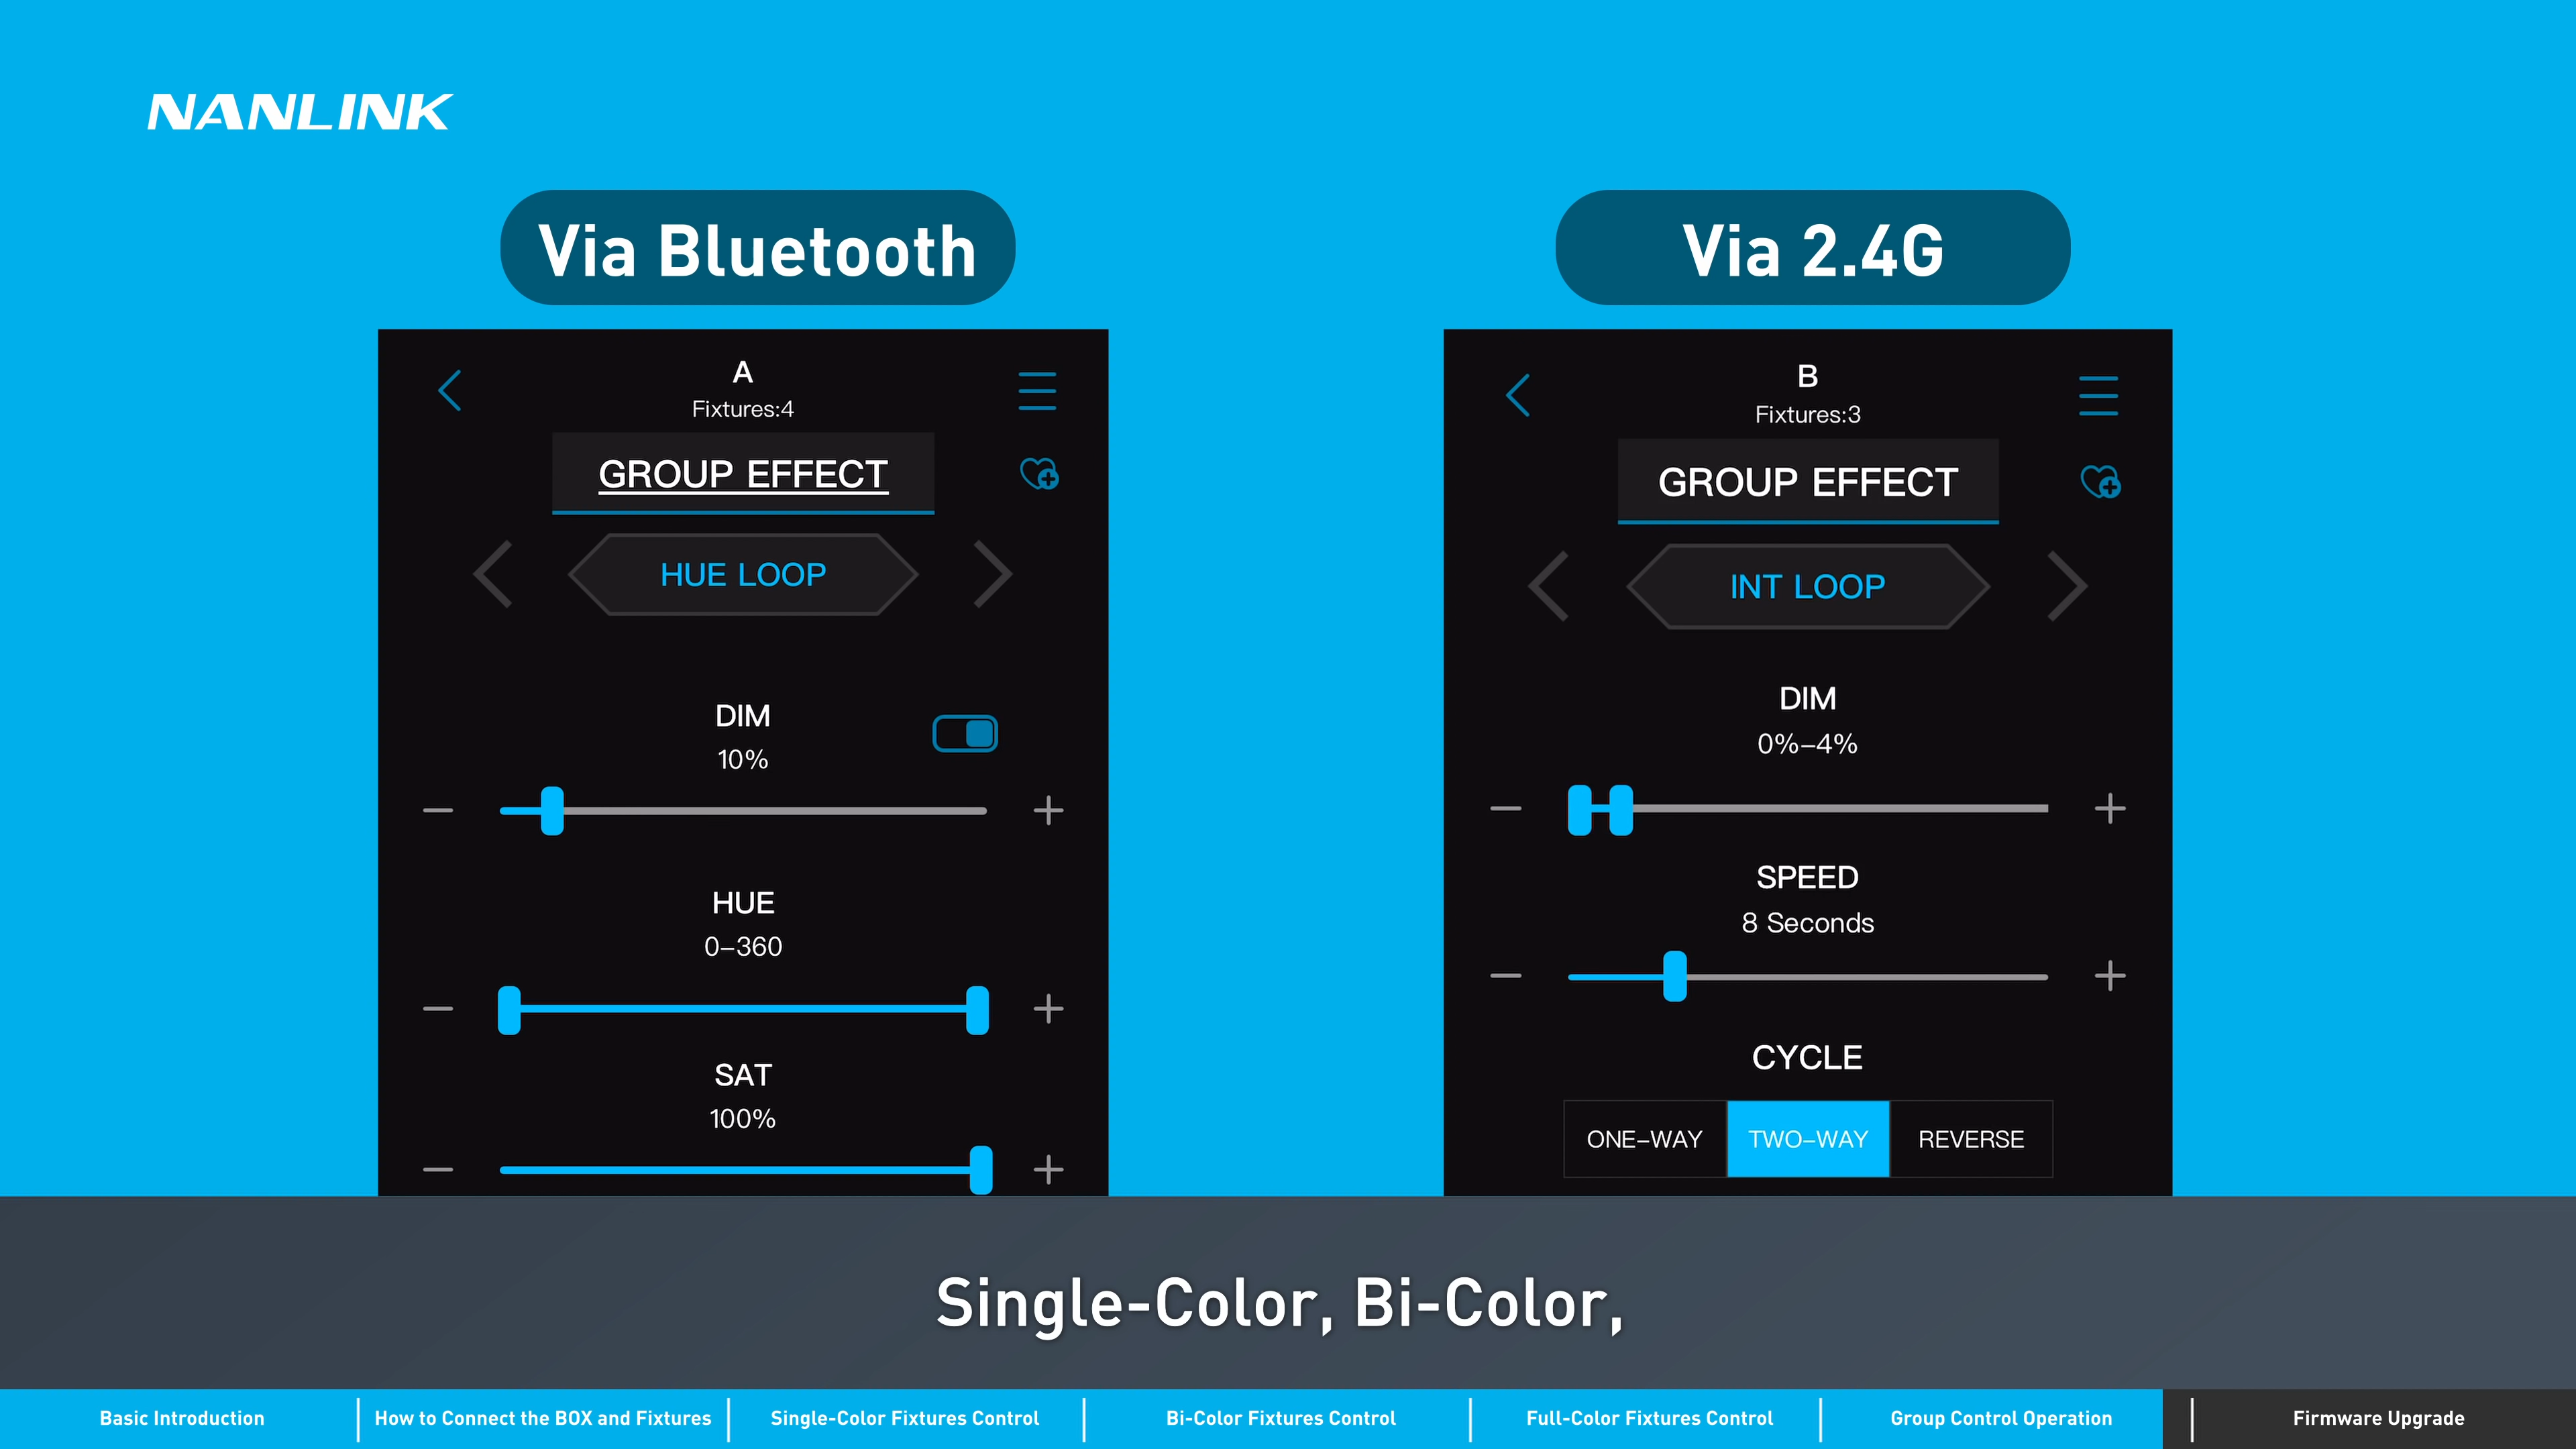 NANLINK
Via Bluetooth
A
Fixtures:4
GROUP EFFECT
HUE LOOP
DIM
10%
HUE
0–360
SAT
100%
Via 2.4G
B
Fixtures:3
GROUP EFFECT
INT LOOP
DIM
0%–4%
SPEED
8 Seconds
CYCLE
ONE–WAY TWO–WAY REVERSE
Single-Color, Bi-Color,
Basic Introduction How to Connect the BOX and Fixtures Single-Color Fixtures Control Bi-Color Fixtures Control Full-Color Fixtures Control Group Control Operation Firmware Upgrade